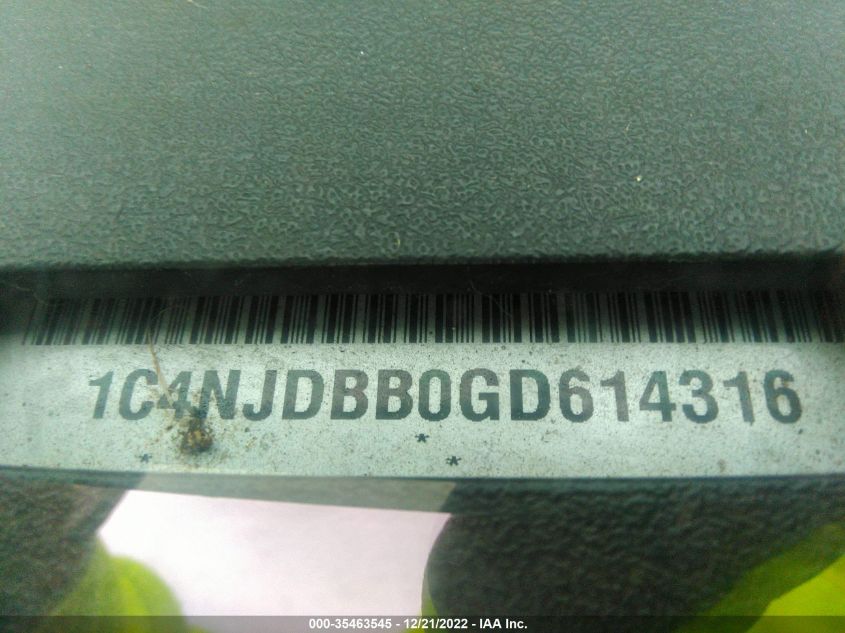 1C4NJDBB0GD614316
* * *
000-35463545 - 12/21/2022 - IAA Inc.